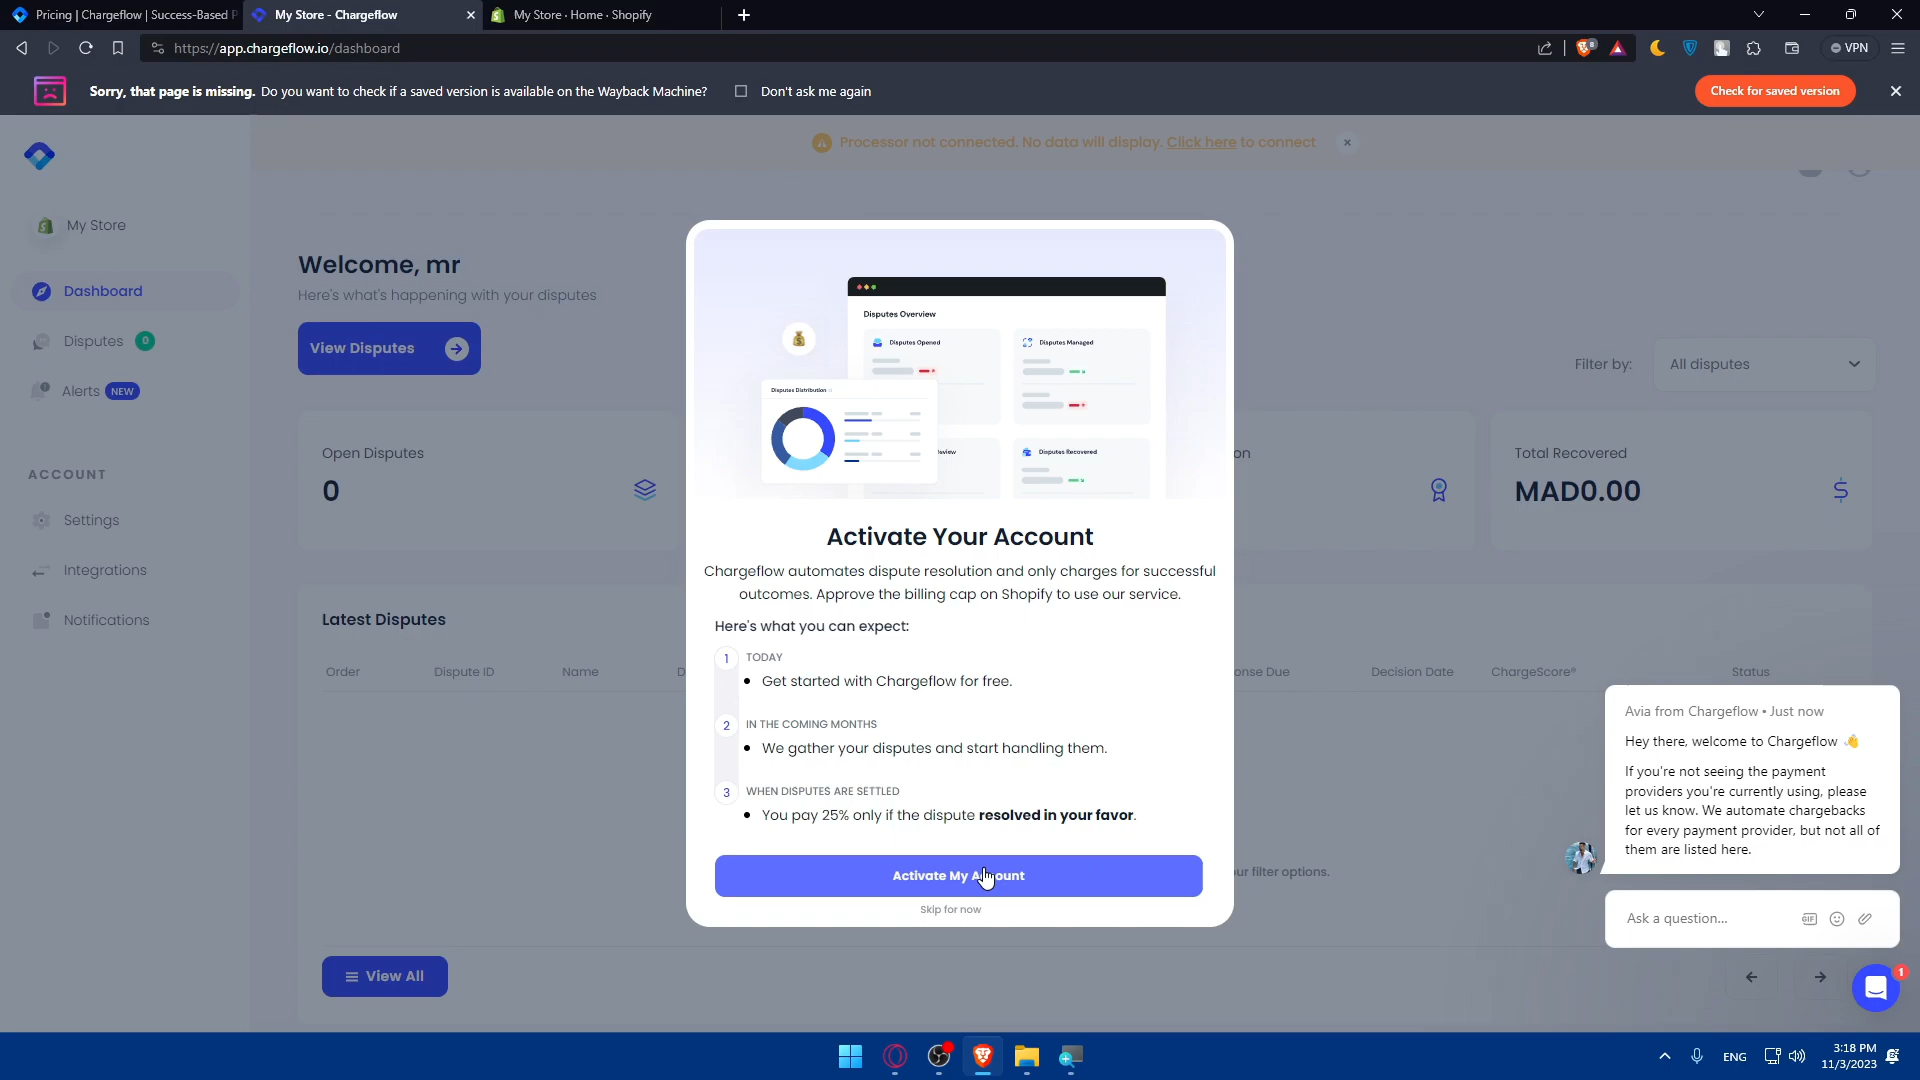 Pricing | Chargeflow | Success-Based P
My Store - Chargeflow
My Store · Home · Shopify
https://app.chargeflow.io/dashboard
VPN
Sorry, that page is missing. Do you want to check if a saved version is available on the Wayback Machine?
Don't ask me again
Check for saved version
Processor not connected. No data will display. Click here to connect
My Store
Dashboard
Disputes 0
Alerts NEW
ACCOUNT
Settings
Integrations
Notifications
Welcome, mr
Here's what's happening with your disputes
View Disputes
Filter by:
All disputes
Open Disputes
0
on
Total Recovered
MAD0.00
Latest Disputes
Order
Dispute ID
Name
D
onse Due
Decision Date
ChargeScore®
Status
ur filter options.
View All
Disputes Overview
Disputes Opened
Disputes Managed
Disputes Distribution
Disputes Recovered
Activate Your Account
Chargeflow automates dispute resolution and only charges for successful
outcomes. Approve the billing cap on Shopify to use our service.
Here's what you can expect:
1 TODAY
• Get started with Chargeflow for free.
2 IN THE COMING MONTHS
• We gather your disputes and start handling them.
3 WHEN DISPUTES ARE SETTLED
• You pay 25% only if the dispute resolved in your favor.
Activate My Account
Skip for now
Avia from Chargeflow • Just now
Hey there, welcome to Chargeflow 👋
If you're not seeing the payment
providers you're currently using, please
let us know. We automate chargebacks
for every payment provider, but not all of
them are listed here.
Ask a question...
GIF
1
ENG
3:18 PM
11/3/2023